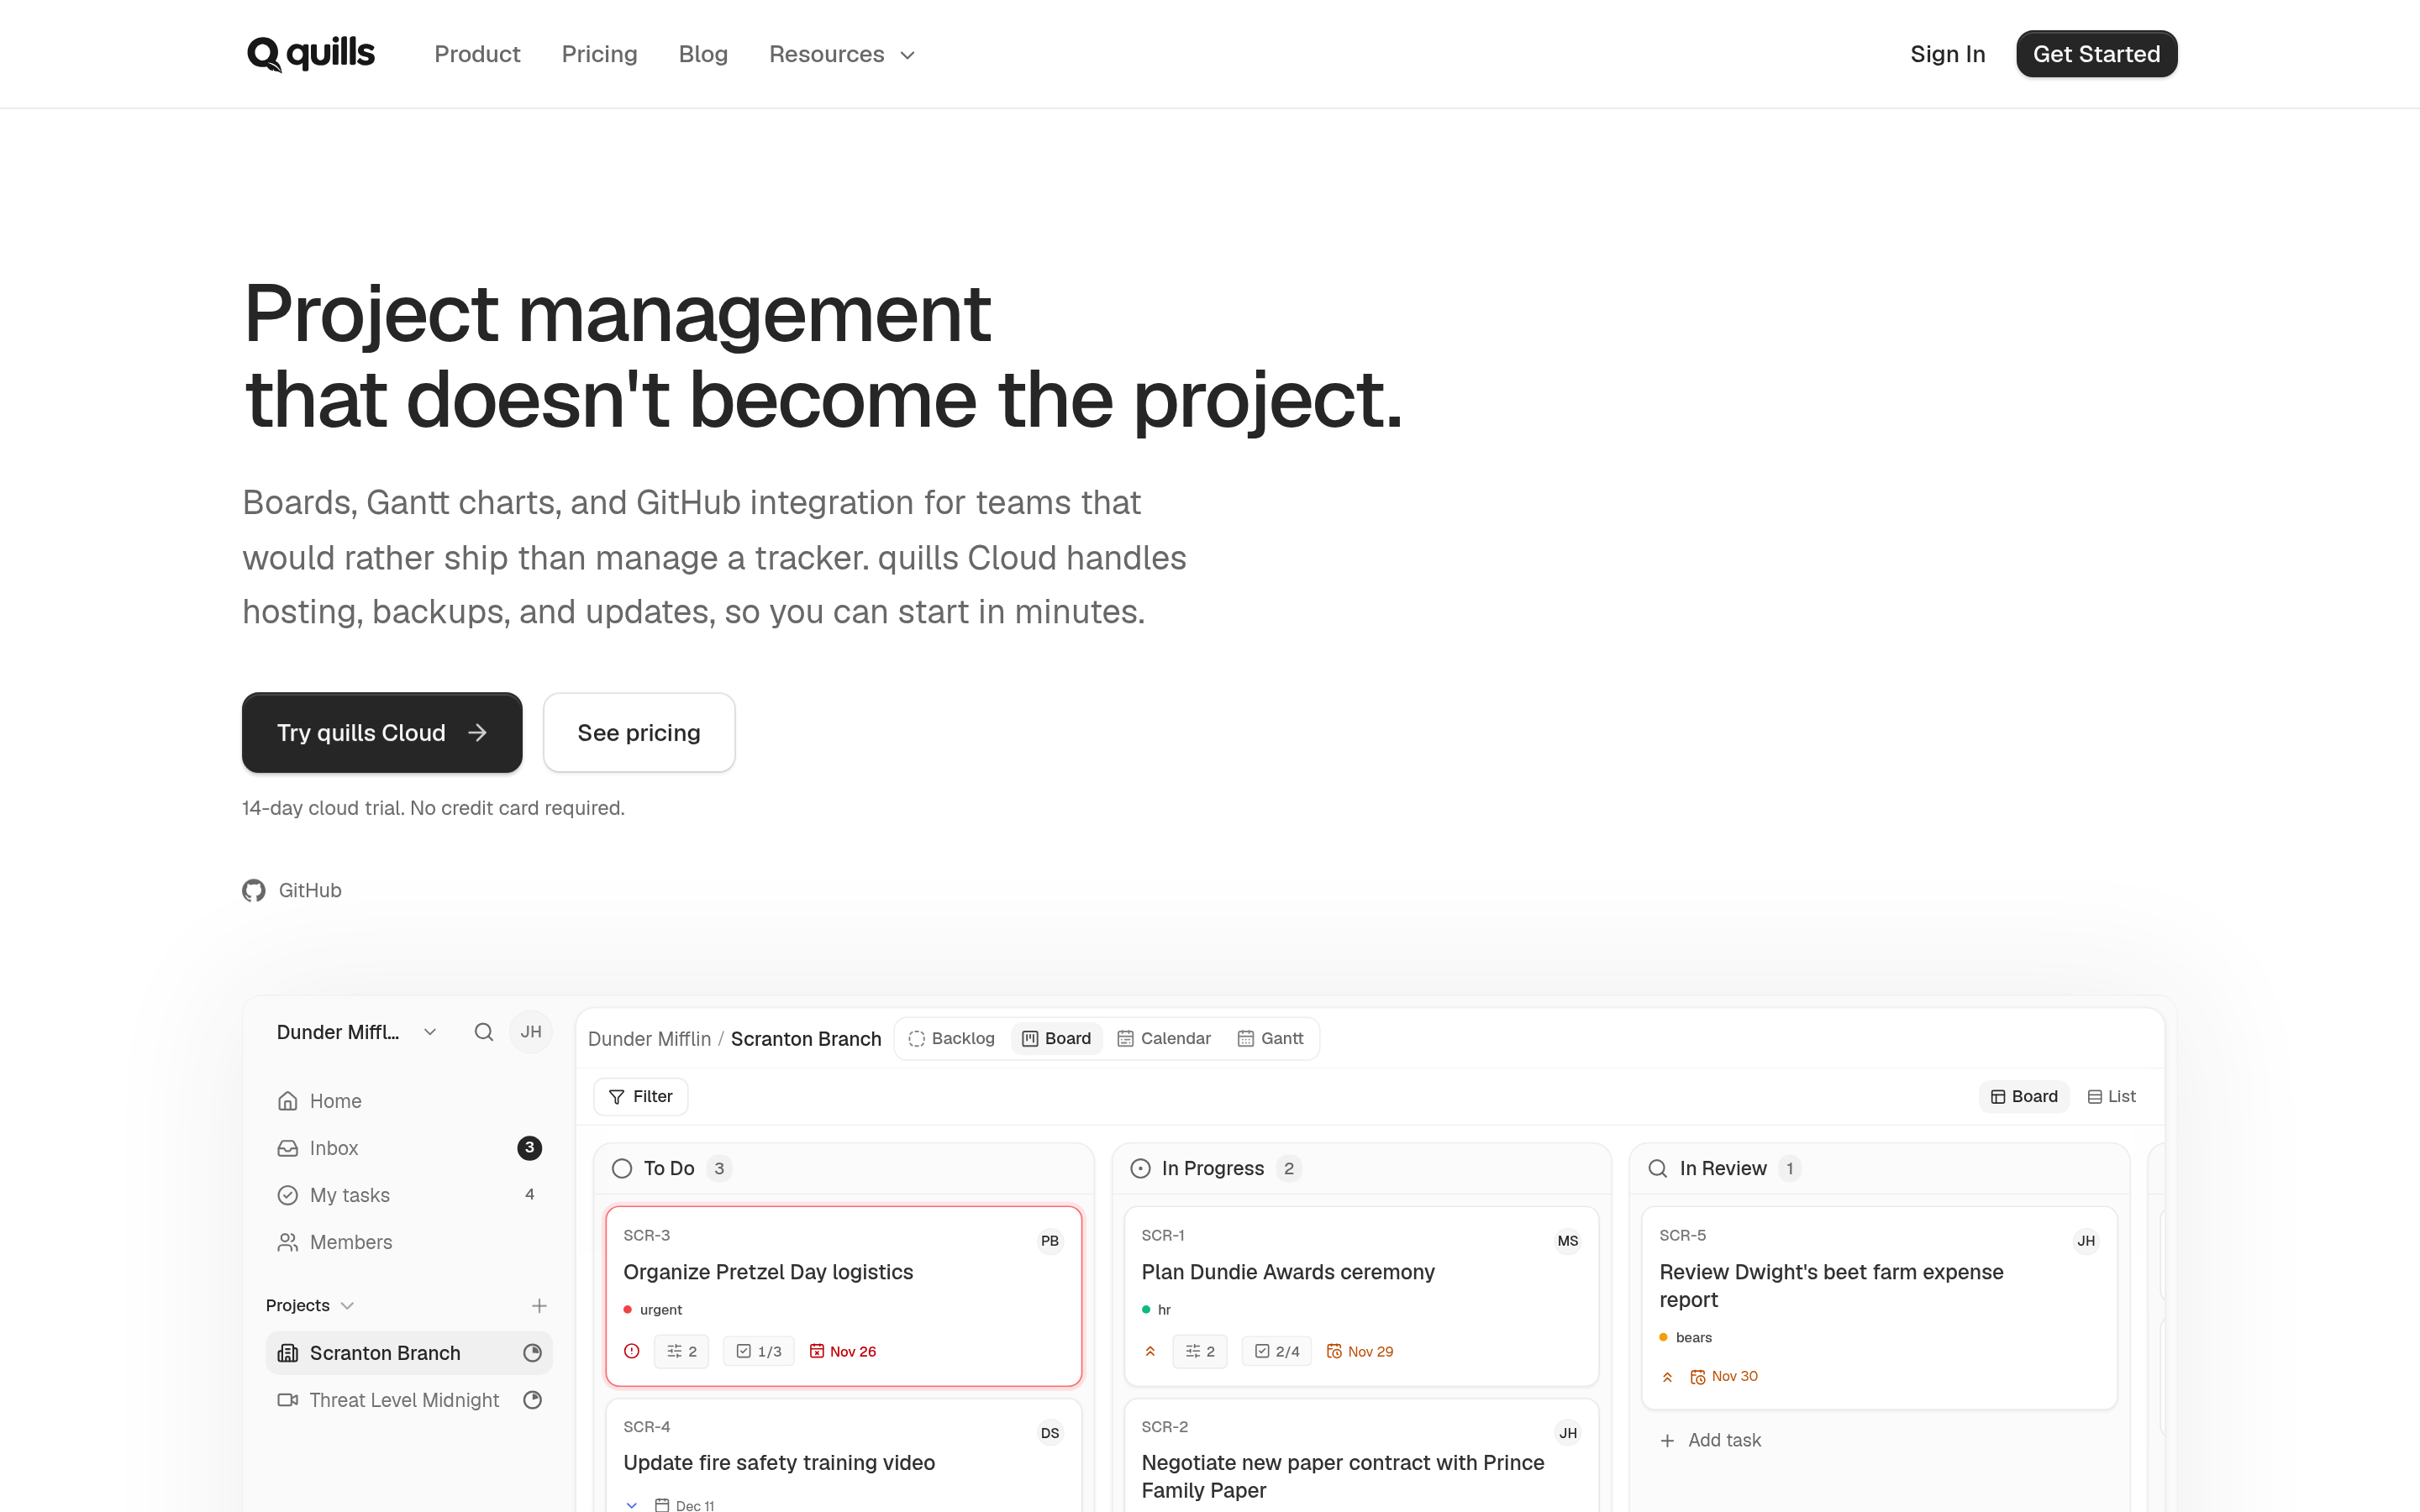 quills
Product
Pricing
Blog
Resources
Sign In
Get Started
Project management
that doesn't become the project.
Boards, Gantt charts, and GitHub integration for teams that
would rather ship than manage a tracker. quills Cloud handles
hosting, backups, and updates, so you can start in minutes.
Try quills Cloud
See pricing
14-day cloud trial. No credit card required.
GitHub
Dunder Miffl...
JH
Home
Inbox
3
My tasks
4
Members
Projects
Scranton Branch
Threat Level Midnight
Dunder Mifflin / Scranton Branch
Backlog
Board
Calendar
Gantt
Filter
Board
List
To Do
3
SCR-3
PB
Organize Pretzel Day logistics
urgent
2
1/3
Nov 26
SCR-4
DS
Update fire safety training video
Dec 11
In Progress
2
SCR-1
MS
Plan Dundie Awards ceremony
hr
2
2/4
Nov 29
SCR-2
JH
Negotiate new paper contract with Prince
Family Paper
In Review
1
SCR-5
JH
Review Dwight's beet farm expense
report
bears
Nov 30
Add task